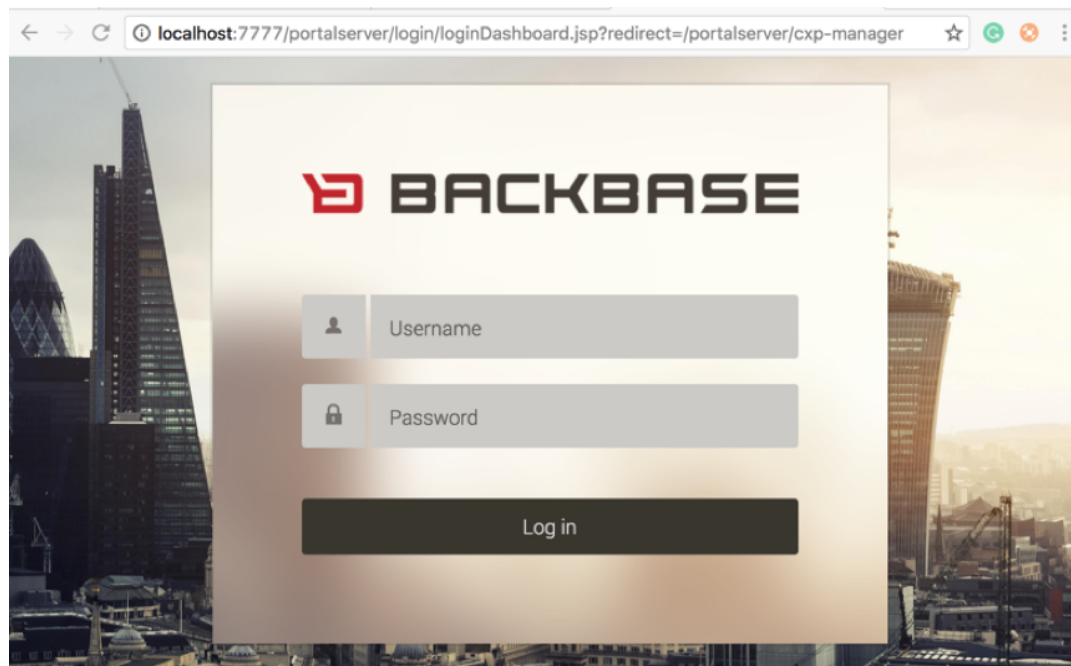 localhost:7777/portalserver/login/loginDashboard.jsp?redirect=/portalserver/cxp-manager
BACKBASE
Username
Password
Log in